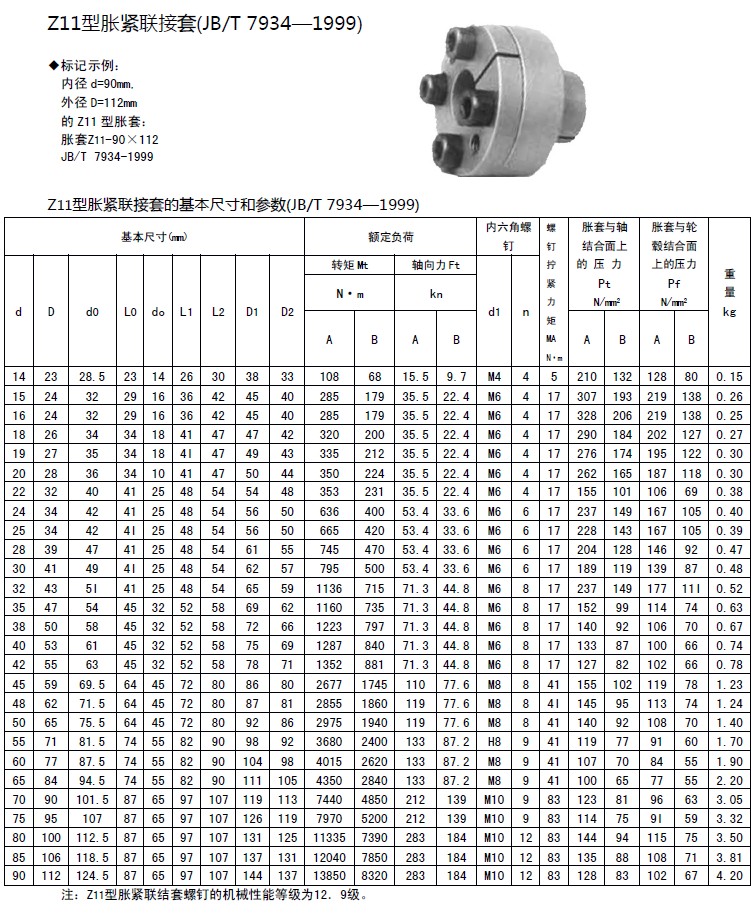 Z11型胀紧联接套(JB/T 7934—1999)
◆标记示例:
内径 d=90mm,
外径 D=112mm
的 Z11 型胀套:
胀套Z11-90×112
JB/T 7934-1999
Z11型胀紧联接套的基本尺寸和参数(JB/T 7934—1999)
基本尺寸(mm) 额定负荷 内六角螺钉 螺钉拧紧力矩MA N·m 胀套与轴结合面上的压力 Pt N/mm² 胀套与轮毂结合面上的压力 Pf N/mm² 重量 kg
转矩 Mt 轴向力 Ft
N·m kn
d D d0 L0 do L1 L2 D1 D2 A B A B d1 n A B A B
14 23 28.5 23 14 26 30 38 33 108 68 15.5 9.7 M4 4 5 210 132 128 80 0.15
15 24 32 29 16 36 42 45 40 285 179 35.5 22.4 M6 4 17 307 193 219 138 0.26
16 24 32 29 16 36 42 45 40 285 179 35.5 22.4 M6 4 17 328 206 219 138 0.25
18 26 34 34 18 41 47 47 42 320 200 35.5 22.4 M6 4 17 290 184 202 127 0.27
19 27 35 34 18 4l 47 49 43 335 212 35.5 22.4 M6 4 17 276 174 195 122 0.30
20 28 36 34 10 41 47 50 44 350 224 35.5 22.4 M6 4 17 262 165 187 118 0.30
22 32 40 41 25 48 54 54 48 353 231 35.5 22.4 M6 4 17 155 101 106 69 0.38
24 34 42 41 25 48 54 56 50 636 400 53.4 33.6 M6 6 17 237 149 167 105 0.40
25 34 42 4l 25 48 54 56 50 665 420 53.4 33.6 M6 6 17 228 143 167 105 0.39
28 39 47 41 25 48 54 61 55 745 470 53.4 33.6 M6 6 17 204 128 146 92 0.47
30 41 49 4l 25 48 54 62 57 795 500 53.4 33.6 M6 6 17 189 119 139 87 0.48
32 43 5l 41 25 48 54 65 59 1136 715 71.3 44.8 M6 8 17 237 149 177 11l 0.52
35 47 54 45 32 52 58 69 62 1160 735 71.3 44.8 M6 8 17 152 99 114 74 0.63
38 50 58 45 32 52 58 72 66 1223 797 71.3 44.8 M6 8 17 140 92 106 70 0.67
40 53 61 45 32 52 58 75 69 1287 840 71.3 44.8 M6 8 17 133 87 100 66 0.74
42 55 63 45 32 52 58 78 71 1352 881 71.3 44.8 M6 8 17 127 82 102 66 0.78
45 59 69.5 64 45 72 80 86 80 2677 1745 110 77.6 M8 8 41 155 102 119 78 1.23
48 62 71.5 64 45 72 80 87 81 2855 1860 119 77.6 M8 8 4l 145 95 113 74 1.24
50 65 75.5 64 45 72 80 92 86 2975 1940 119 77.6 M8 8 41 140 92 108 70 1.40
55 71 81.5 74 55 82 90 98 92 3680 2400 133 87.2 H8 9 41 119 77 91 60 1.70
60 77 87.5 74 55 82 90 104 98 4015 2620 133 87.2 M8 9 41 107 70 84 55 1.90
65 84 94.5 74 55 82 90 111 105 4350 2840 133 87.2 M8 9 41 100 65 77 55 2.20
70 90 101.5 87 65 97 107 119 113 7440 4850 212 139 M10 9 83 123 81 96 63 3.05
75 95 107 87 65 97 107 126 119 7970 5200 212 139 M10 9 83 114 75 9l 59 3.32
80 100 112.5 87 65 97 107 131 125 11335 7390 283 184 M10 12 83 144 94 115 75 3.50
85 106 118.5 87 65 97 107 137 131 12040 7850 283 184 M10 12 83 135 88 108 71 3.81
90 112 124.5 87 65 97 107 144 137 13850 8320 283 184 M10 12 83 128 83 102 67 4.20
注: Z11型胀紧联结套螺钉的机械性能等级为12. 9级。